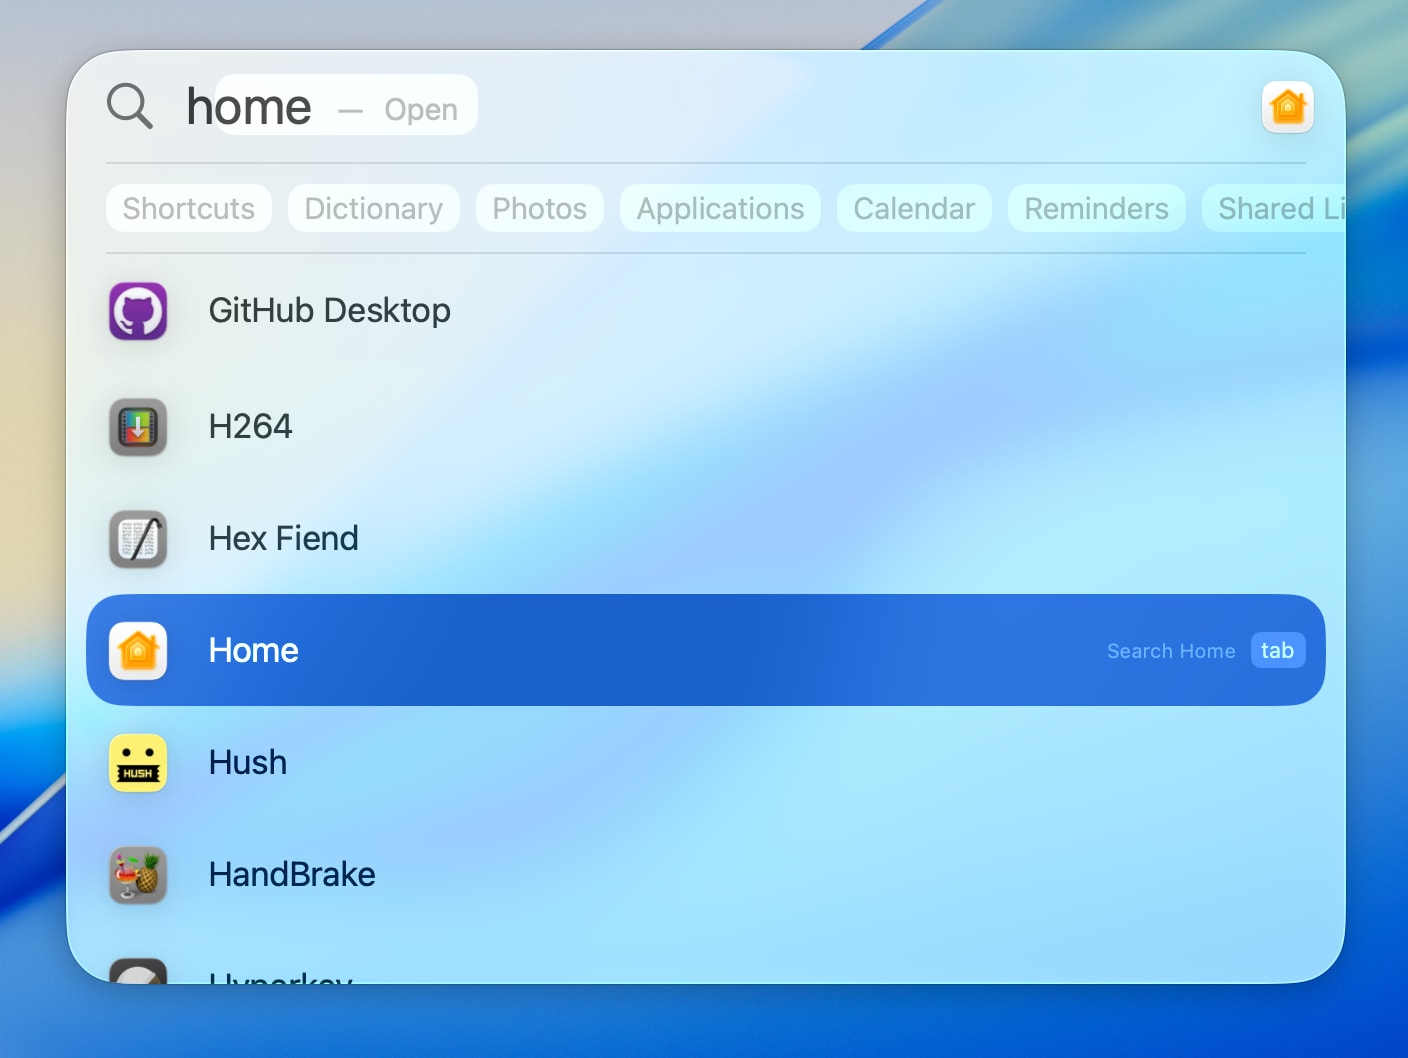 home — Open
Shortcuts Dictionary Photos Applications Calendar Reminders Shared Li
GitHub Desktop
H264
Hex Fiend
Home Search Home tab
HUSH Hush
HandBrake
Hyperkey